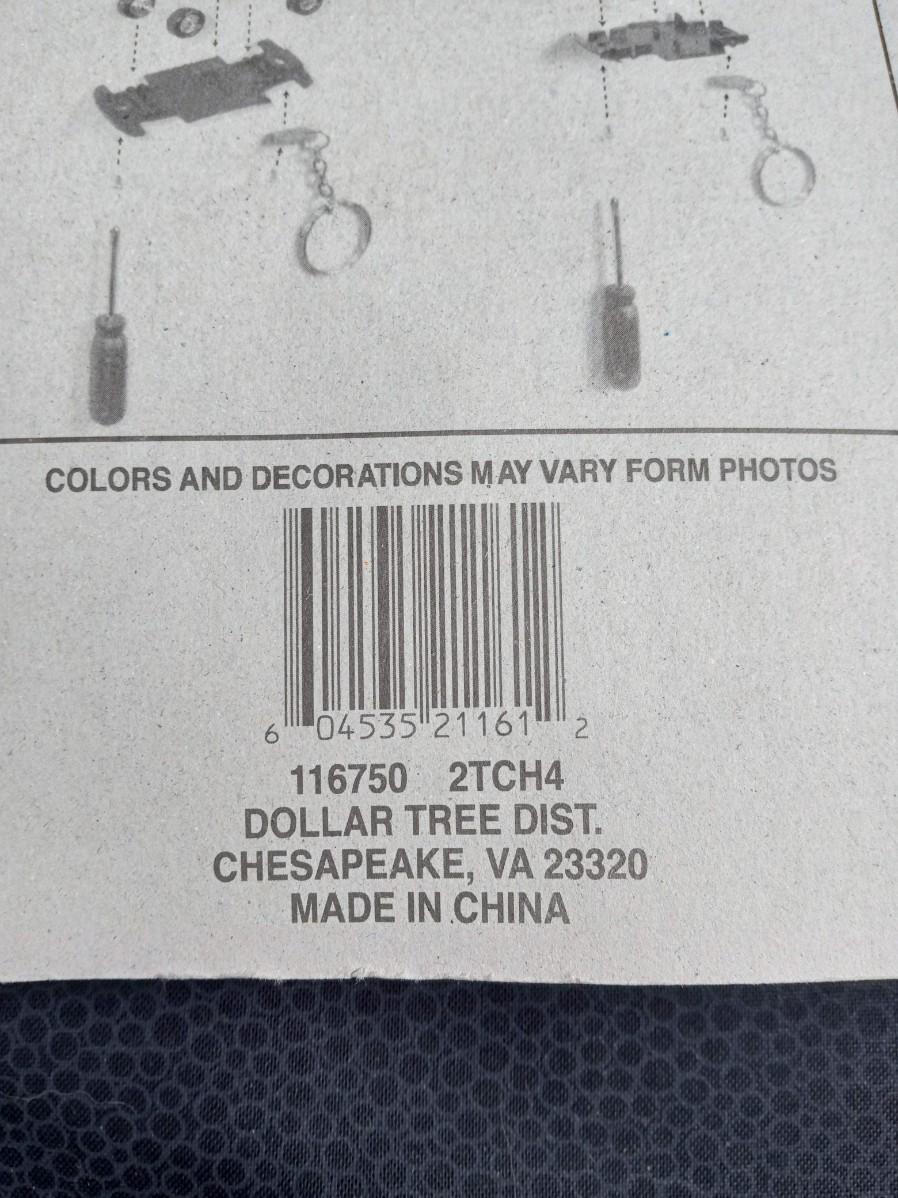 COLORS AND DECORATIONS MAY VARY FORM PHOTOS
6 04535 21161 2
116750 2TCH4
DOLLAR TREE DIST.
CHESAPEAKE, VA 23320
MADE IN CHINA